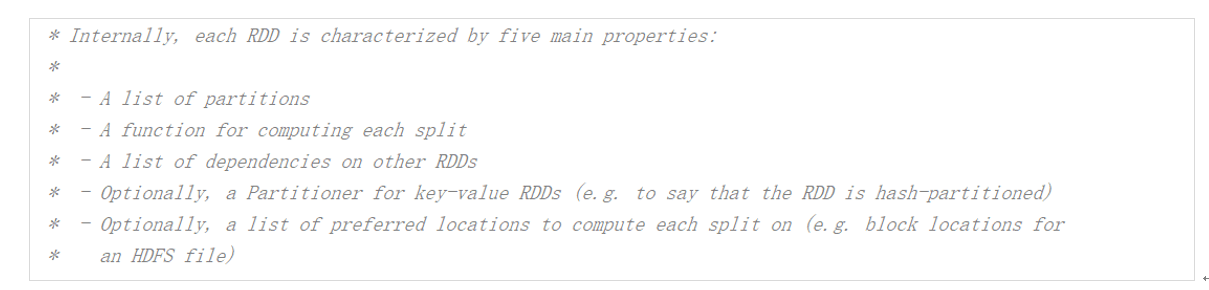 * Internally, each RDD is characterized by five main properties:
*
*  - A list of partitions
*  - A function for computing each split
*  - A list of dependencies on other RDDs
*  - Optionally, a Partitioner for key-value RDDs (e.g. to say that the RDD is hash-partitioned)
*  - Optionally, a list of preferred locations to compute each split on (e.g. block locations for
*    an HDFS file)